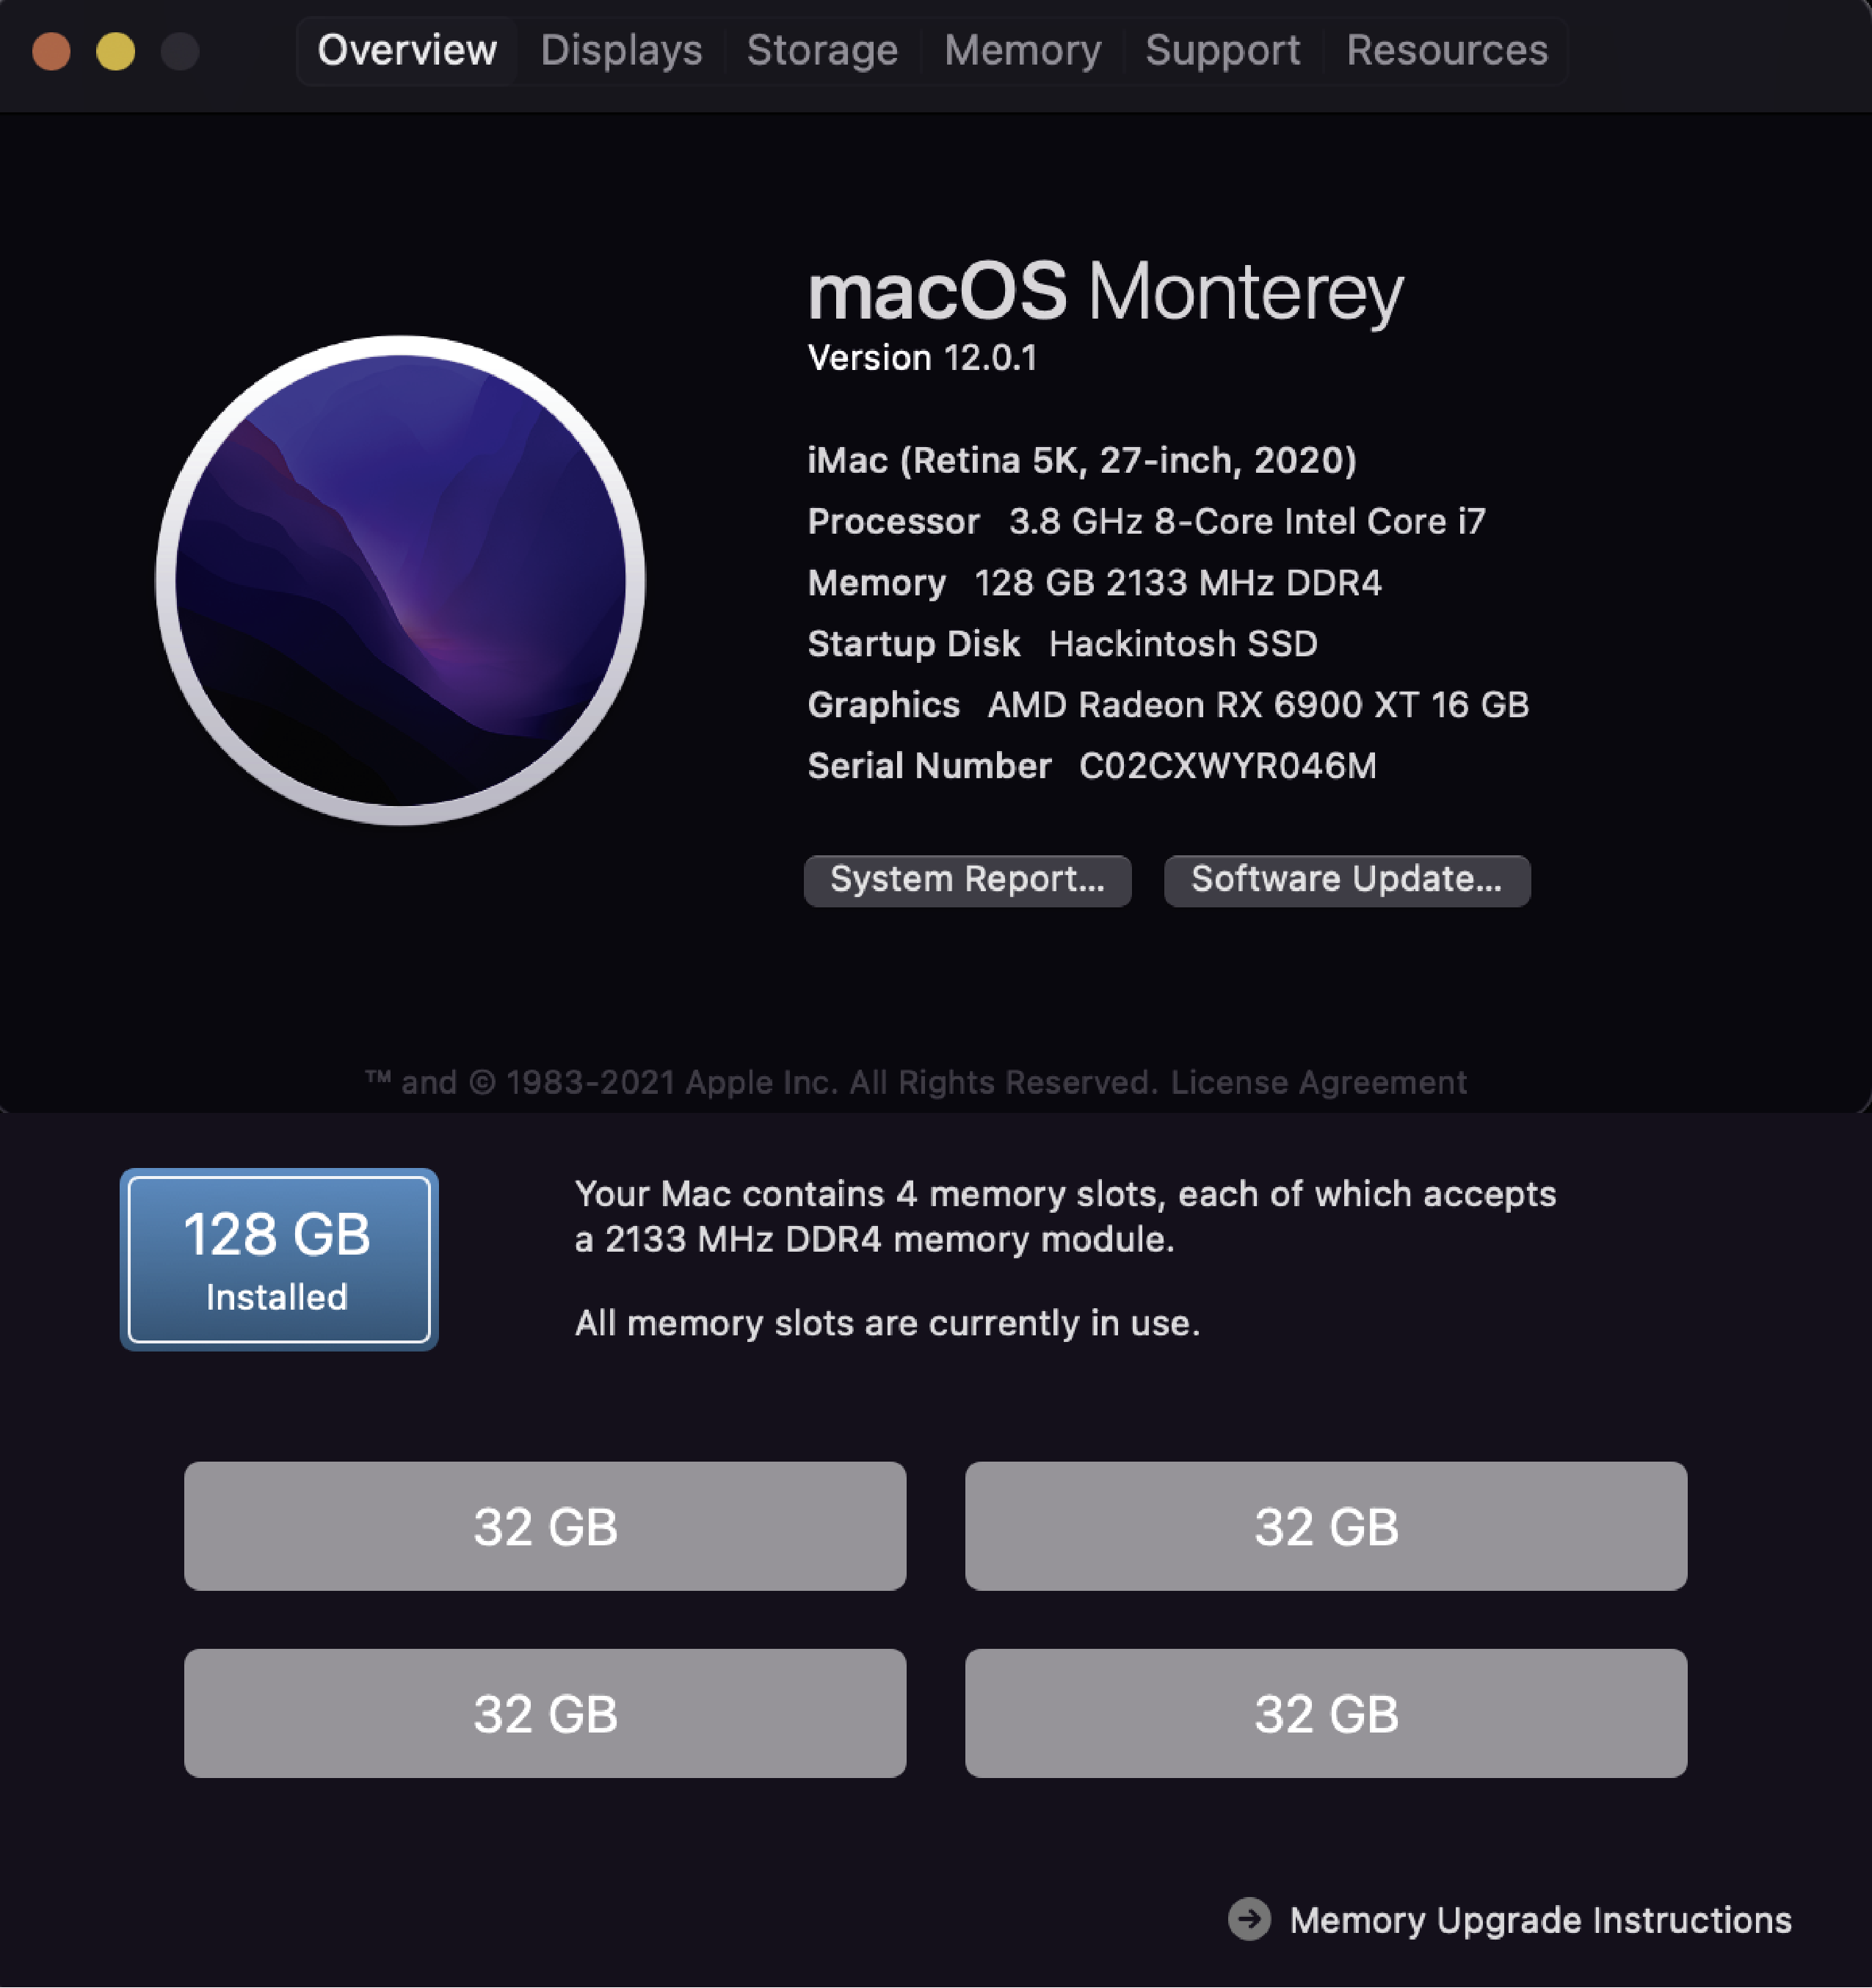 Overview Displays Storage Memory Support Resources
macOS Monterey
Version 12.0.1
iMac (Retina 5K, 27-inch, 2020)
Processor 3.8 GHz 8-Core Intel Core i7
Memory 128 GB 2133 MHz DDR4
Startup Disk Hackintosh SSD
Graphics AMD Radeon RX 6900 XT 16 GB
Serial Number C02CXWYR046M
System Report... Software Update...
™ and © 1983-2021 Apple Inc. All Rights Reserved. License Agreement
128 GB
Installed
Your Mac contains 4 memory slots, each of which accepts
a 2133 MHz DDR4 memory module.
All memory slots are currently in use.
32 GB 32 GB
32 GB 32 GB
Memory Upgrade Instructions